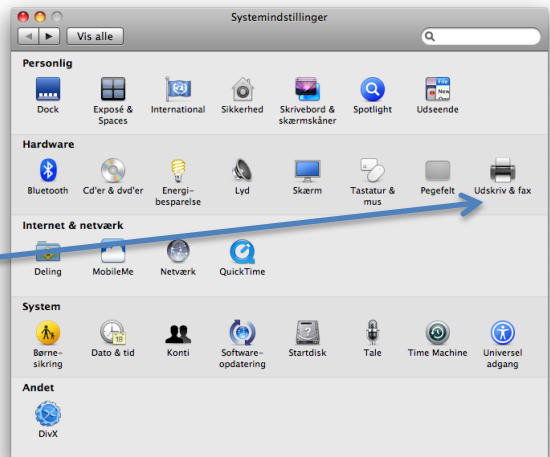 Systemindstillinger
Vis alle
Personlig
Dock
Exposé &
Spaces
International
Sikkerhed
Skrivebord &
skærmskåner
Spotlight
Udseende
Hardware
Bluetooth
Cd'er & dvd'er
Energi-
besparelse
Lyd
Skærm
Tastatur &
mus
Pegefelt
Udskriv & fax
Internet & netværk
Deling
MobileMe
Netværk
QuickTime
System
Børne-
sikring
Dato & tid
Konti
Software-
opdatering
Startdisk
Tale
Time Machine
Universel
adgang
Andet
DivX